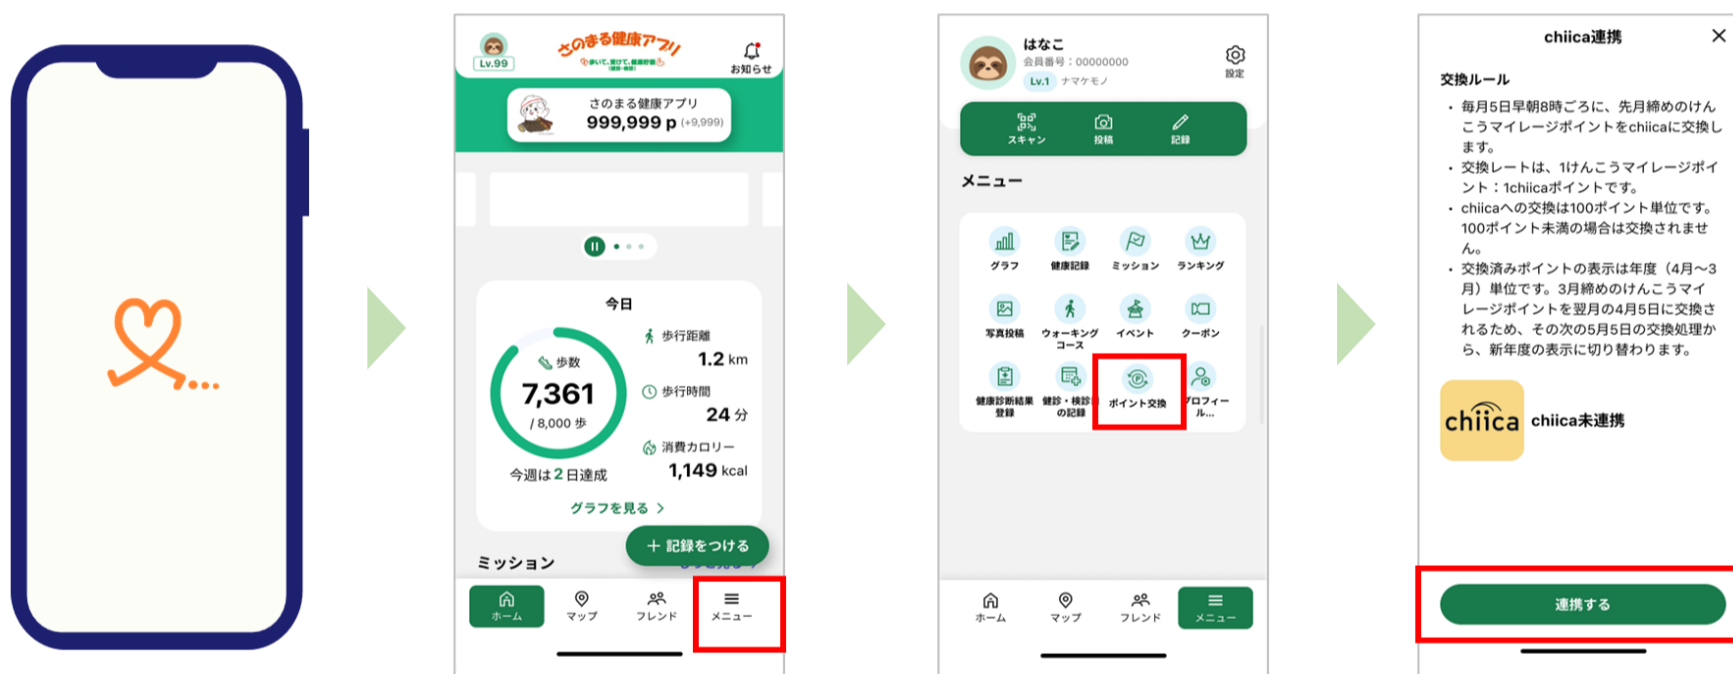 Lv.99
さのまる健康アプリ
お知らせ
さのまる健康アプリ
999,999 p (+9,999)
今日
歩数
7,361
/ 8,000 歩
今週は2日達成
歩行距離
1.2 km
歩行時間
24 分
消費カロリー
1,149 kcal
グラフを見る
+ 記録をつける
ミッション
ホーム
マップ
フレンド
メニュー
はなこ
会員番号：00000000
Lv.1 ナマケモノ
設定
スキャン
投稿
記録
メニュー
グラフ
健康記録
ミッション
ランキング
写真投稿
ウォーキング
コース
イベント
クーポン
健康診断結果
登録
健診・検診
の記録
ポイント交換
プロフィー
ル...
ホーム
マップ
フレンド
メニュー
chiica連携
交換ルール
・毎月5日早朝8時ごろに、先月締めのけん
こうマイレージポイントをchiicaに交換し
ます。
・交換レートは、1けんこうマイレージポイ
ント：1chiicaポイントです。
・chiicaへの交換は100ポイント単位です。
100ポイント未満の場合は交換されませ
ん。
・交換済みポイントの表示は年度（4月〜3
月）単位です。3月締めのけんこうマイ
レージポイントを翌月の4月5日に交換さ
れるため、その次の5月5日の交換処理か
ら、新年度の表示に切り替わります。
chiica
chiica未連携
連携する